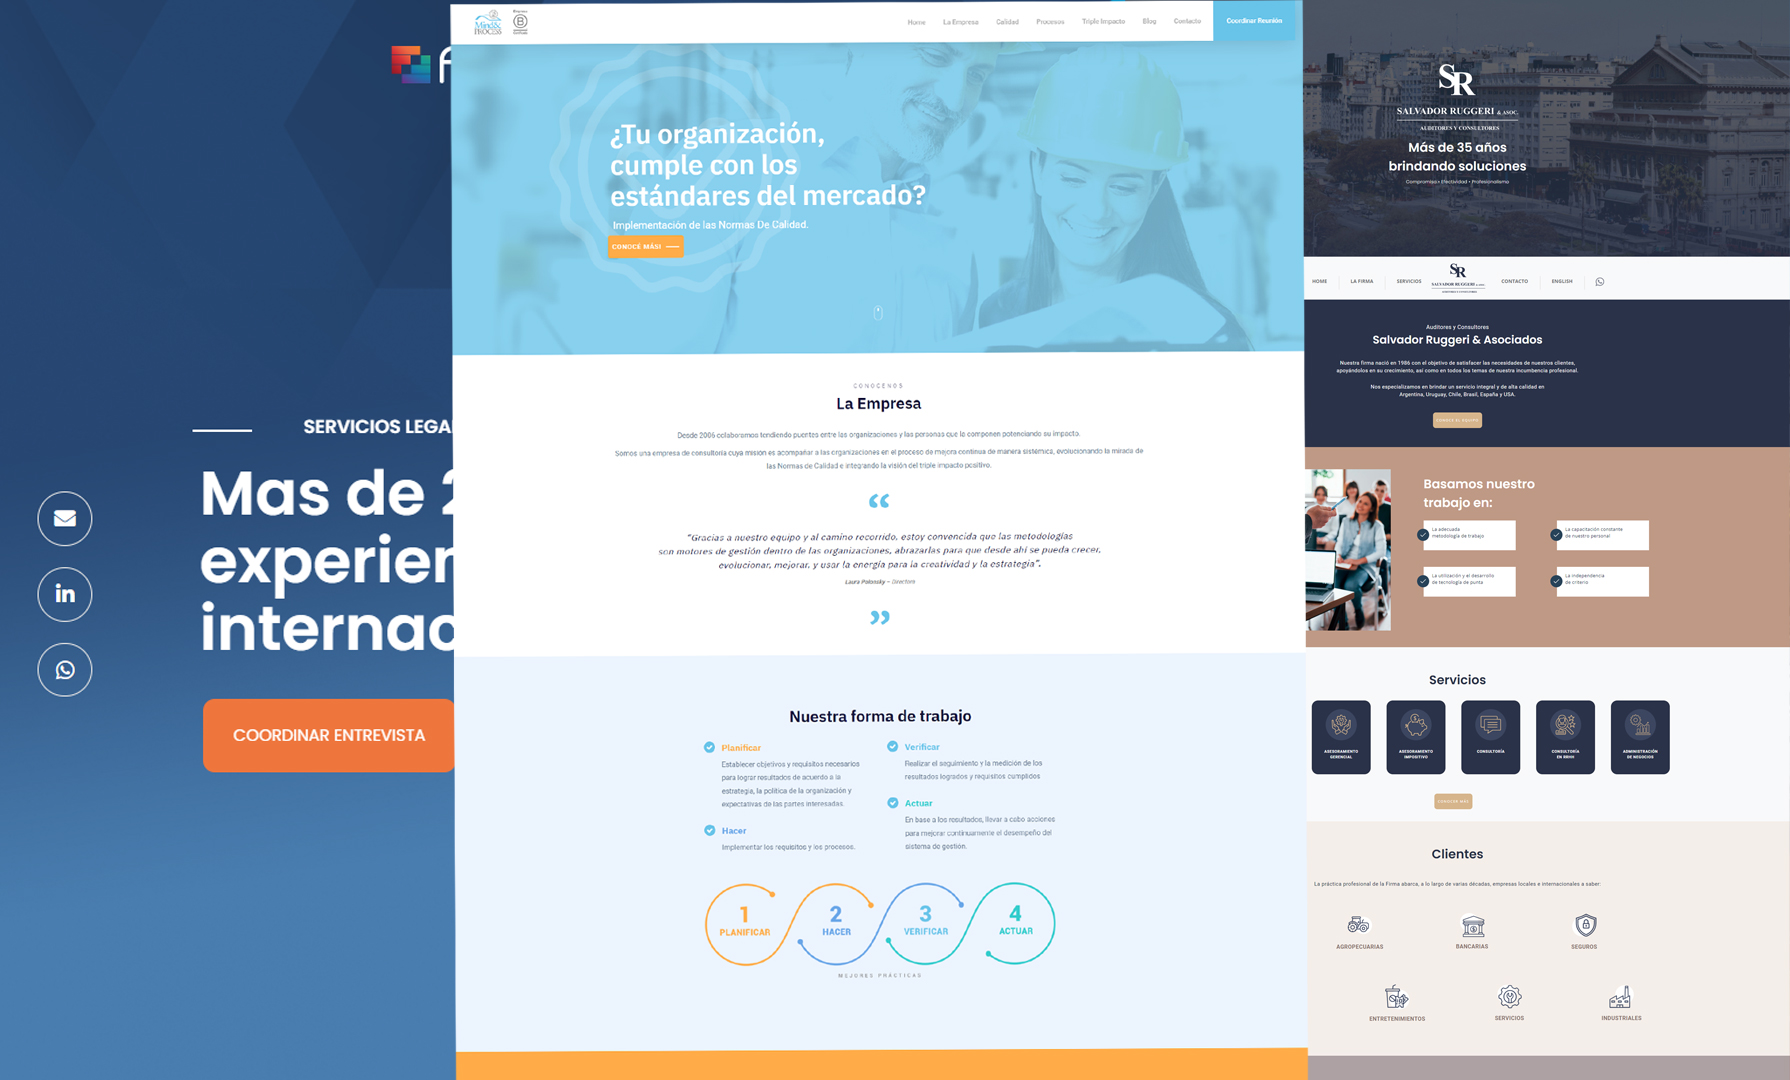 SERVICIOS LEGA
Mas de 2
experien
internac
COORDINAR ENTREVISTA
Mind&
PROCESS
Empresa
B
Certificada
Home
La Empresa
Calidad
Procesos
Triple Impacto
Blog
Contacto
Coordinar Reunión
¿Tu organización,
cumple con los
estándares del mercado?
Implementación de las Normas De Calidad.
CONOCÉ MÁS!
CONOCENOS
La Empresa
Desde 2006 colaboramos tendiendo puentes entre las organizaciones y las personas que la componen potenciando su impacto.
Somos una empresa de consultoría cuya misión es acompañar a las organizaciones en el proceso de mejora continua de manera sistémica, evolucionando la mirada de
las Normas de Calidad e integrando la visión del triple impacto positivo.
“Gracias a nuestro equipo y al camino recorrido, estoy convencida que las metodologías
son motores de gestión dentro de las organizaciones, abrazarlas para que desde ahí se pueda crecer,
evolucionar, mejorar, y usar la energía para la creatividad y la estrategia”.
Laura Polonsky – Directora
Nuestra forma de trabajo
Planificar
Establecer objetivos y requisitos necesarios
para lograr resultados de acuerdo a la
estrategia, la política de la organización y
expectativas de las partes interesadas.
Hacer
Implementar los requisitos y los procesos.
Verificar
Realizar el seguimiento y la medición de los
resultados logrados y requisitos cumplidos
Actuar
En base a los resultados, llevar a cabo acciones
para mejorar continuamente el desempeño del
sistema de gestión.
1
PLANIFICAR
2
HACER
3
VERIFICAR
4
ACTUAR
MEJORES PRÁCTICAS
SR
SALVADOR RUGGERI & ASOC.
AUDITORES Y CONSULTORES
Más de 35 años
brindando soluciones
Compromiso • Efectividad • Profesionalismo
HOME
LA FIRMA
SERVICIOS
SR
SALVADOR RUGGERI & ASOC.
AUDITORES & CONSULTORES
CONTACTO
ENGLISH
Auditores y Consultores
Salvador Ruggeri & Asociados
Nuestra firma nació en 1986 con el objetivo de satisfacer las necesidades de nuestros clientes,
apoyándolos en su crecimiento, así como en todos los temas de nuestra incumbencia profesional.
Nos especializamos en brindar un servicio integral y de alta calidad en
Argentina, Uruguay, Chile, Brasil, España y USA.
CONOCÉ EL EQUIPO
Basamos nuestro
trabajo en:
La adecuada
metodología de trabajo
La capacitación constante
de nuestro personal
La utilización y el desarrollo
de tecnología de punta
La independencia
de criterio
Servicios
ASESORAMIENTO
GERENCIAL
ASESORAMIENTO
IMPOSITIVO
CONSULTORÍA
CONSULTORÍA
EN RRHH
ADMINISTRACIÓN
DE NEGOCIOS
CONOCER MÁS
Clientes
La práctica profesional de la Firma abarca, a lo largo de varias décadas, empresas locales e internacionales a saber:
AGROPECUARIAS
BANCARIAS
SEGUROS
ENTRETENIMIENTOS
SERVICIOS
INDUSTRIALES